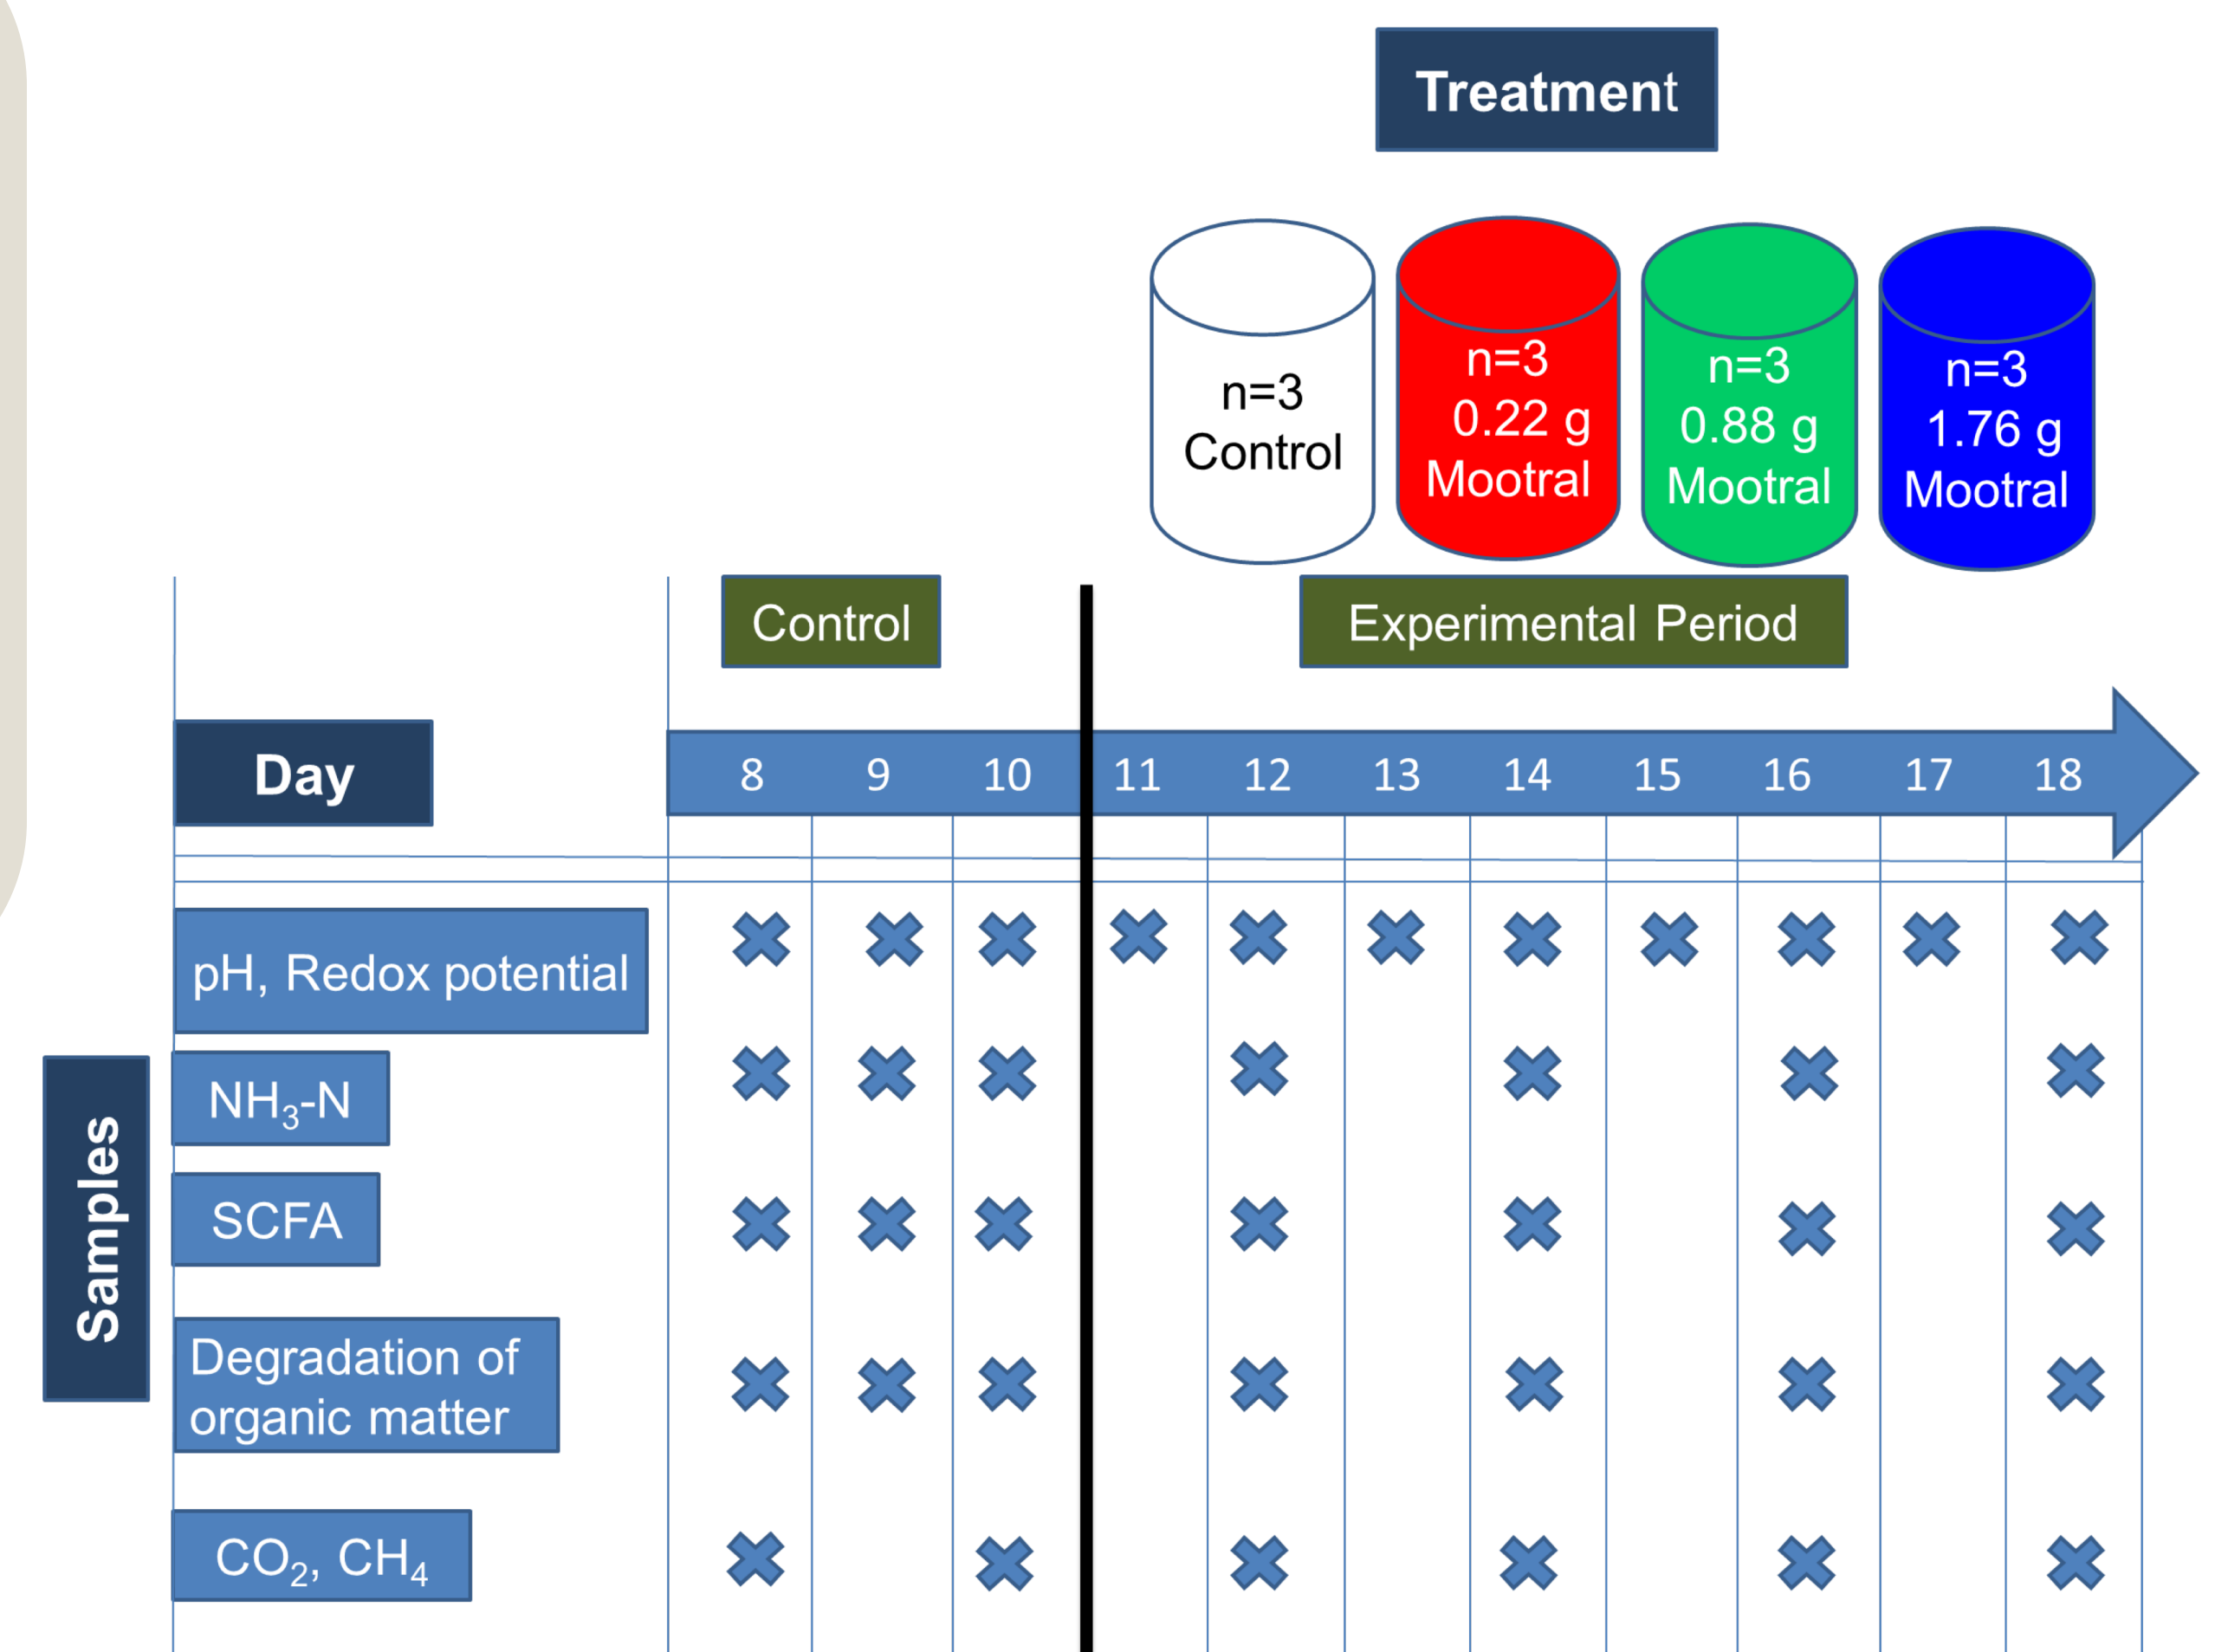 Treatment
n=3
Control
n=3
0.22 g
Mootral
n=3
0.88 g
Mootral
n=3
1.76 g
Mootral
Control
Experimental Period
Day
8 9 10 11 12 13 14 15 16 17 18
Samples
pH, Redox potential
NH₃-N
SCFA
Degradation of
organic matter
CO₂, CH₄